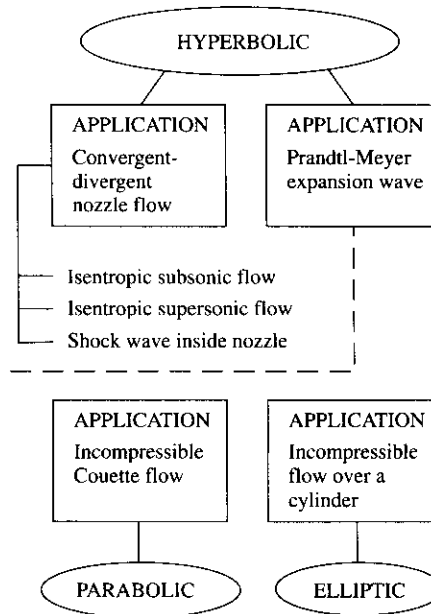 HYPERBOLIC
APPLICATION
Convergent-
divergent
nozzle flow
APPLICATION
Prandtl-Meyer
expansion wave
Isentropic subsonic flow
Isentropic supersonic flow
Shock wave inside nozzle
APPLICATION
Incompressible
Couette flow
APPLICATION
Incompressible
flow over a
cylinder
PARABOLIC
ELLIPTIC